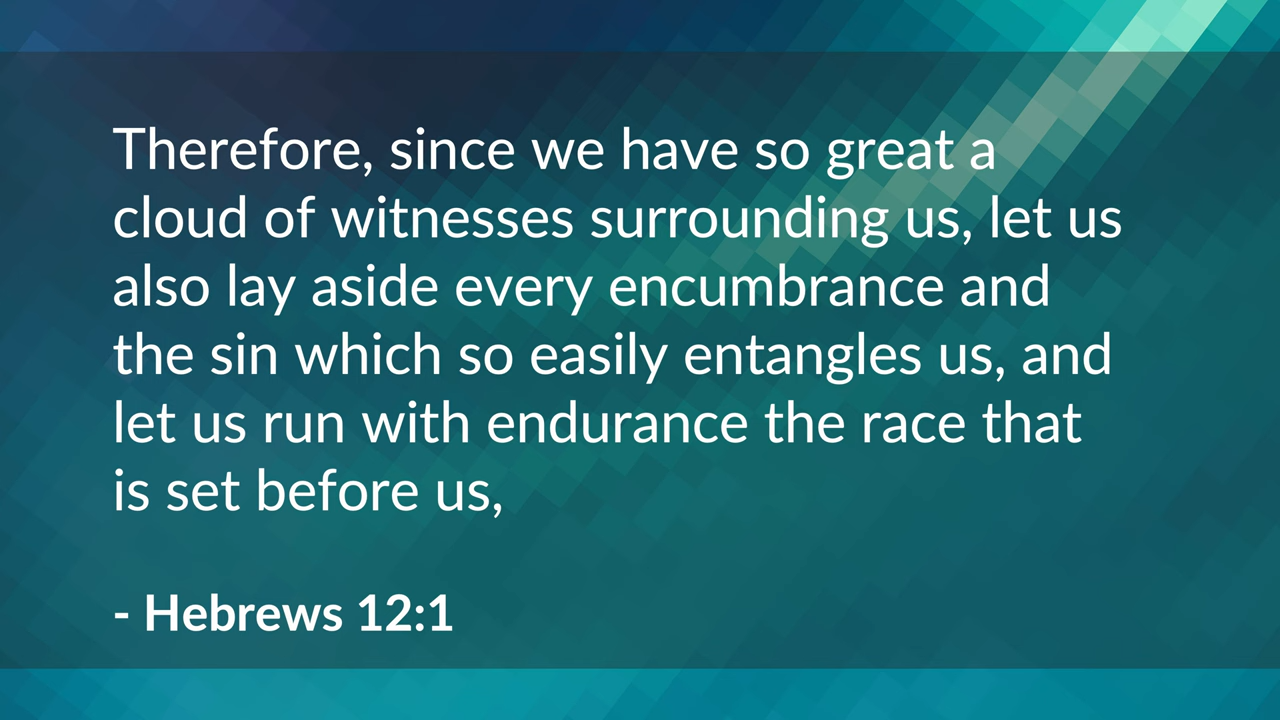 Therefore, since we have so great a
cloud of witnesses surrounding us, let us
also lay aside every encumbrance and
the sin which so easily entangles us, and
let us run with endurance the race that
is set before us,
- Hebrews 12:1